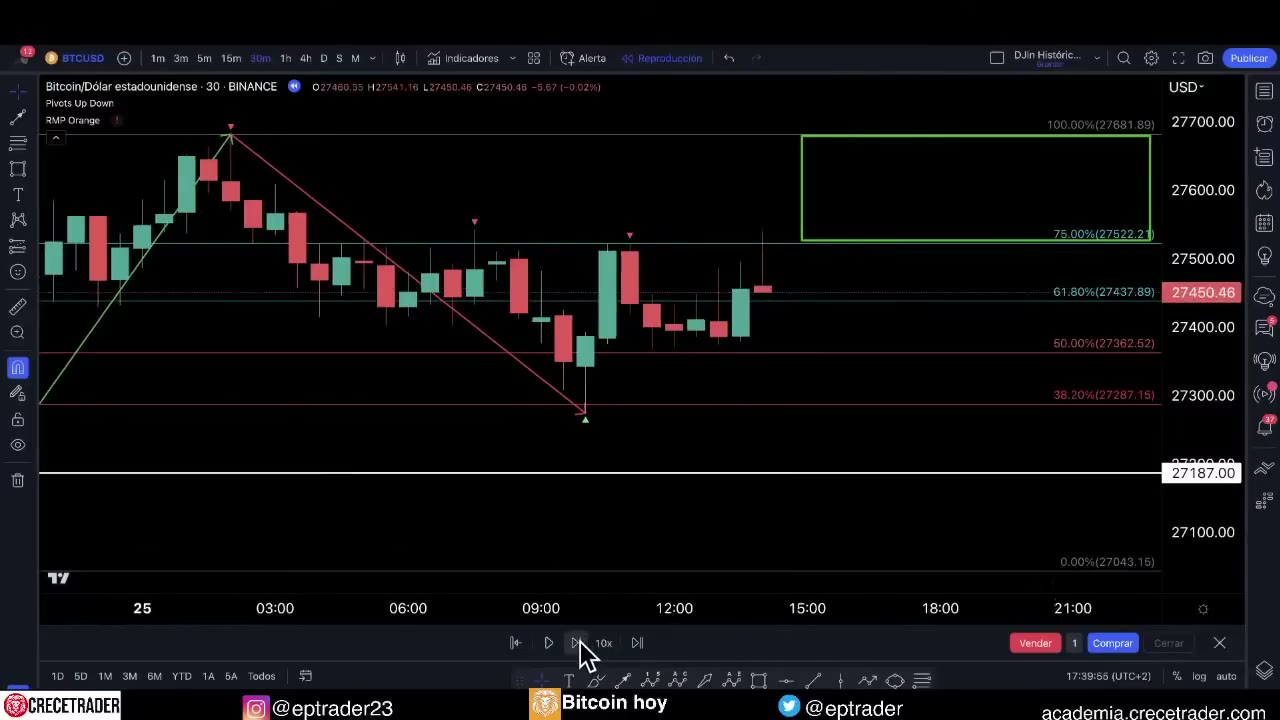 12 BTCUSD 1m 3m 5m 15m 30m 1h 4h D S M Indicadores Alerta Reproducción DJin Históric... Guardar Publicar
Bitcoin/Dólar estadounidense · 30 · BINANCE O27460.35 H27541.16 L27450.46 C27450.46 −5.67 (−0.02%) USD
Pivots Up Down
RMP Orange
100.00%(27681.89)
27700.00
27600.00
75.00%(27522.21)
27500.00
61.80%(27437.89)
27450.46
27400.00
50.00%(27362.52)
38.20%(27287.15)
27300.00
27187.00
27100.00
0.00%(27043.15)
5
37
25 03:00 06:00 09:00 12:00 15:00 18:00 21:00
10x Vender 1 Comprar Cerrar
1D 5D 1M 3M 6M YTD 1A 5A Todos 17:39:55 (UTC+2) % log auto
CRECETRADER @eptrader23 Bitcoin hoy @eptrader academia.crecetrader.com